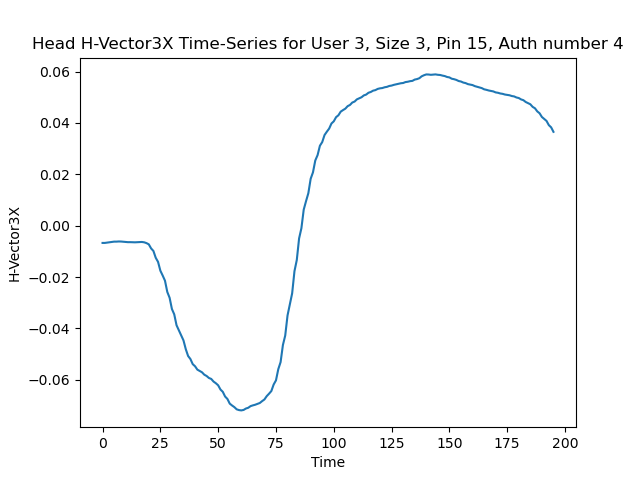 Head H-Vector3X Time-Series for User 3, Size 3, Pin 15, Auth number 4
0.06
0.04
0.02
0.00
−0.02
−0.04
−0.06
H-Vector3X
0 25 50 75 100 125 150 175 200
Time